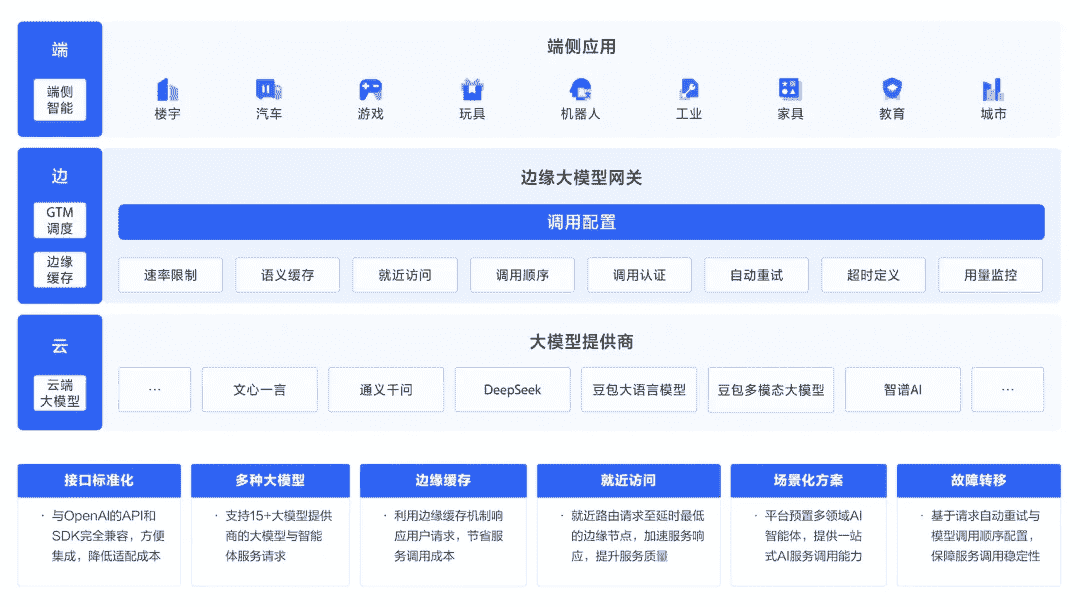 端
端侧
智能
端侧应用
楼宇
汽车
游戏
玩具
机器人
工业
家具
教育
城市
边
GTM
调度
边缘
缓存
边缘大模型网关
调用配置
速率限制
语义缓存
就近访问
调用顺序
调用认证
自动重试
超时定义
用量监控
云
云端
大模型
大模型提供商
...
文心一言
通义千问
DeepSeek
豆包大语言模型
豆包多模态大模型
智谱AI
...
接口标准化
· 与OpenAI的API和
SDK完全兼容，方便
集成，降低适配成本
多种大模型
· 支持15+大模型提供
商的大模型与智能
体服务请求
边缘缓存
· 利用边缘缓存机制响
应用户请求，节省服
务调用成本
就近访问
· 就近路由请求至延时最低
的边缘节点，加速服务响
应，提升服务质量
场景化方案
· 平台预置多领域AI
智能体，提供一站
式AI服务调用能力
故障转移
· 基于请求自动重试与
模型调用顺序配置，
保障服务调用稳定性